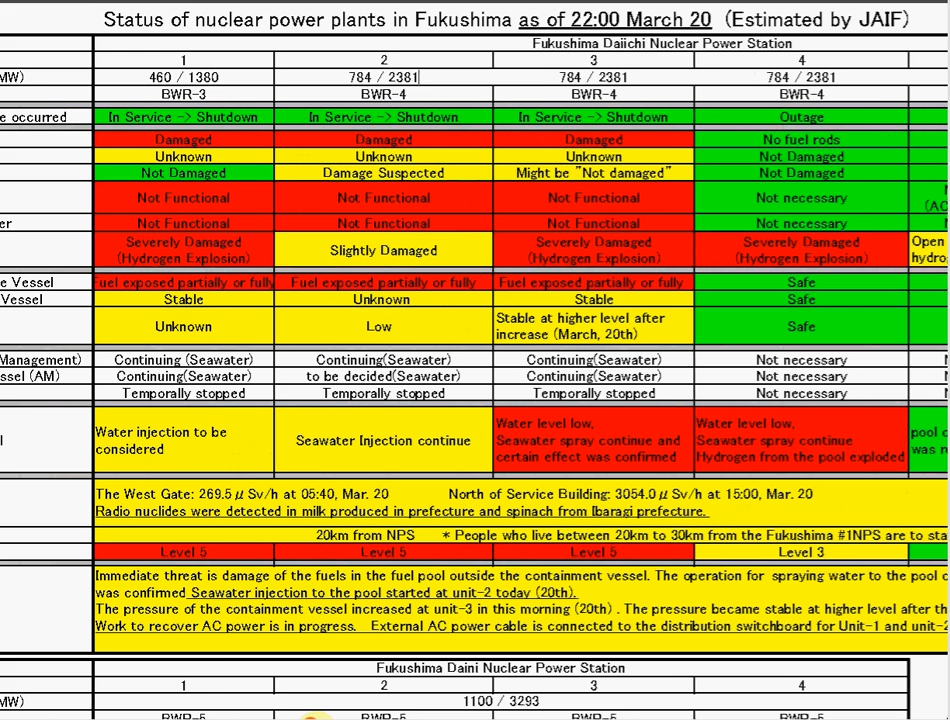 Status of nuclear power plants in Fukushima as of 22:00 March 20 (Estimated by JAIF)
Fukushima Daiichi Nuclear Power Station
1 2 3 4
MW) 460 / 1380 784 / 2381 784 / 2381 784 / 2381
BWR-3 BWR-4 BWR-4 BWR-4
e occurred In Service -> Shutdown In Service -> Shutdown In Service -> Shutdown Outage
Damaged Damaged Damaged No fuel rods
Unknown Unknown Unknown Not Damaged
Not Damaged Damage Suspected Might be "Not damaged" Not Damaged
Not Functional Not Functional Not Functional Not necessary
(AC
er Not Functional Not Functional Not Functional Not necessary
Severely Damaged Slightly Damaged Severely Damaged Severely Damaged Open
(Hydrogen Explosion) (Hydrogen Explosion) (Hydrogen Explosion) hydro
e Vessel Fuel exposed partially or fully Fuel exposed partially or fully Fuel exposed partially or fully Safe
Vessel Stable Unknown Stable Safe
Unknown Low Stable at higher level after Safe
increase (March, 20th)
Management) Continuing (Seawater) Continuing(Seawater) Continuing(Seawater) Not necessary
ssel (AM) Continuing(Seawater) to be decided(Seawater) Continuing(Seawater) Not necessary
Temporally stopped Temporally stopped Temporally stopped Not necessary
Water injection to be Seawater Injection continue Water level low, Water level low, pool
considered Seawater spray continue and Seawater spray continue was
certain effect was confirmed Hydrogen from the pool exploded
The West Gate: 269.5μSv/h at 05:40, Mar. 20 North of Service Building: 3054.0μSv/h at 15:00, Mar. 20
Radio nuclides were detected in milk produced in prefecture and spinach from Ibaragi prefecture.
20km from NPS * People who live between 20km to 30km from the Fukushima #1NPS are to sta
Level 5 Level 5 Level 5 Level 3
Immediate threat is damage of the fuels in the fuel pool outside the containment vessel. The operation for spraying water to the pool
was confirmed Seawater injection to the pool started at unit-2 today (20th).
The pressure of the containment vessel increased at unit-3 in this morning (20th) . The pressure became stable at higher level after th
Work to recover AC power is in progress. External AC power cable is connected to the distribution switchboard for Unit-1 and unit-2
Fukushima Daini Nuclear Power Station
1 2 3 4
MW) 1100 / 3293
BWR-5 BWR-5 BWR-5 BWR-5